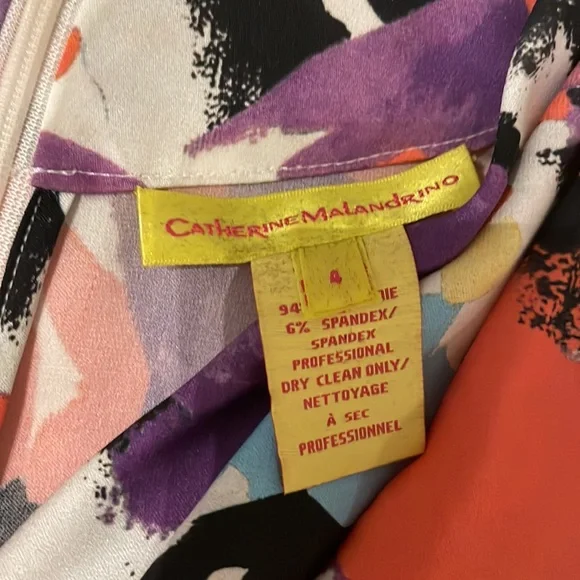 Catherine Malandrino
4
94
6% SPANDEX/
SPANDEX
PROFESSIONAL
DRY CLEAN ONLY/
NETTOYAGE
À SEC
PROFESSIONNEL